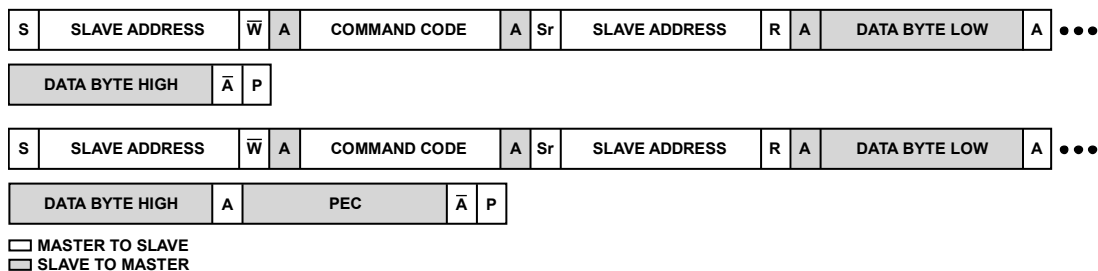 S SLAVE ADDRESS W̅ A COMMAND CODE A Sr SLAVE ADDRESS R A DATA BYTE LOW A •••
DATA BYTE HIGH A̅ P
S SLAVE ADDRESS W̅ A COMMAND CODE A Sr SLAVE ADDRESS R A DATA BYTE LOW A •••
DATA BYTE HIGH A PEC A̅ P
MASTER TO SLAVE
SLAVE TO MASTER